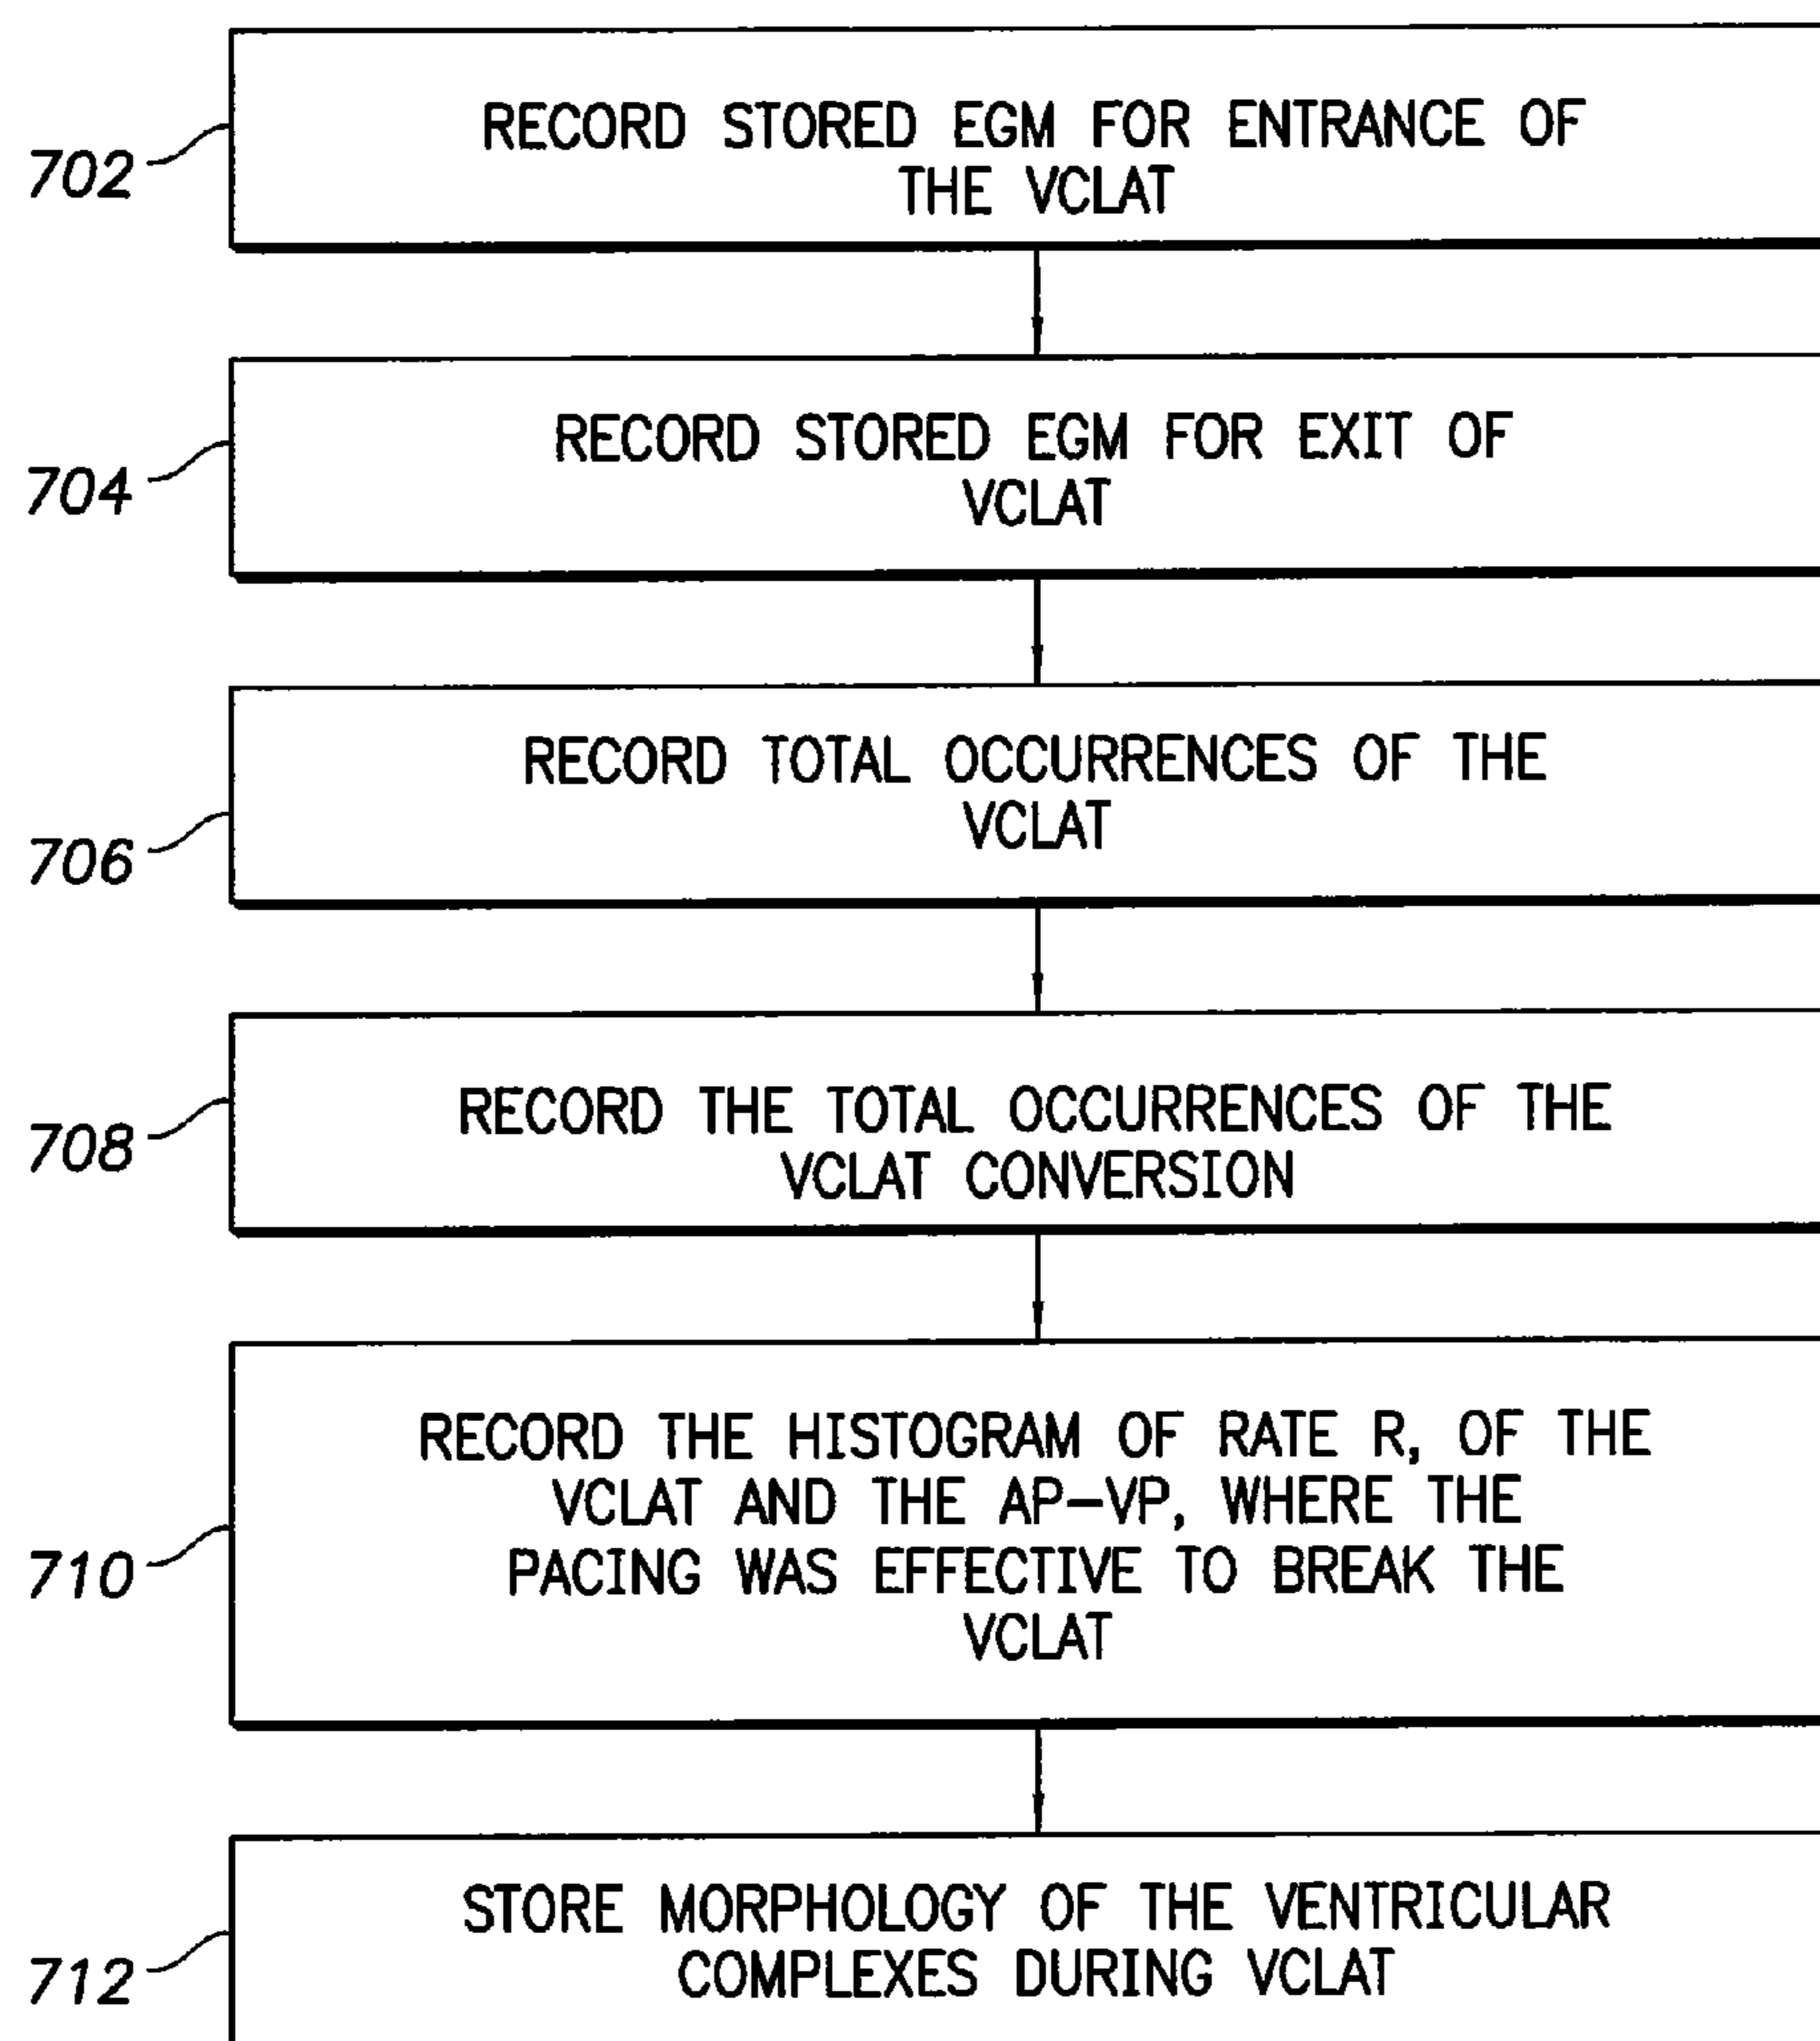 RECORD STORED EGM FOR ENTRANCE OF
THE VCLAT
702
RECORD STORED EGM FOR EXIT OF
VCLAT
704
RECORD TOTAL OCCURRENCES OF THE
VCLAT
706
RECORD THE TOTAL OCCURRENCES OF THE
VCLAT CONVERSION
708
RECORD THE HISTOGRAM OF RATE R, OF THE
VCLAT AND THE AP-VP, WHERE THE
PACING WAS EFFECTIVE TO BREAK THE
VCLAT
710
STORE MORPHOLOGY OF THE VENTRICULAR
COMPLEXES DURING VCLAT
712